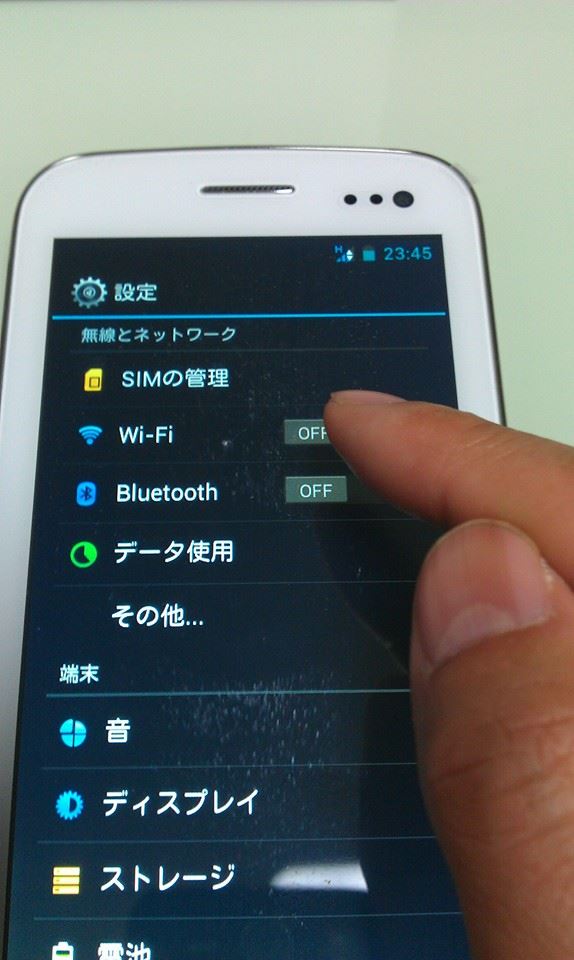 H 23:45
設定
無線とネットワーク
SIMの管理
Wi-Fi OFF
Bluetooth OFF
データ使用
その他...
端末
音
ディスプレイ
ストレージ
電池